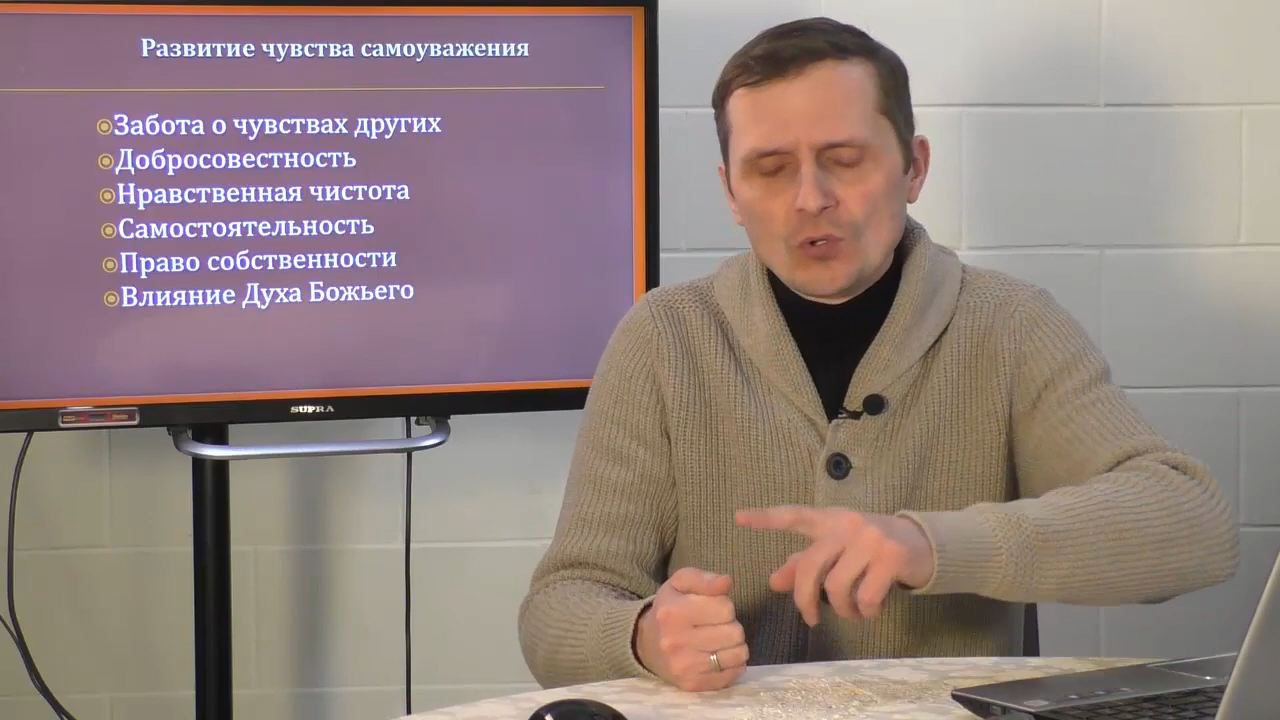 Развитие чувства самоуважения
Забота о чувствах других
Добросовестность
Нравственная чистота
Самостоятельность
Право собственности
Влияние Духа Божьего
SUPRA